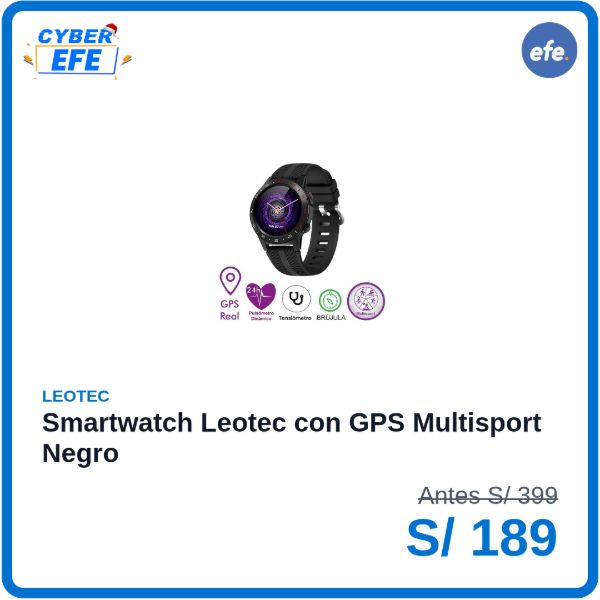 CYBER
EFE
efe.
GPS
Real
24h
Pulsómetro
Dinámico
Tensiómetro
BRÚJULA
LEOTEC
Smartwatch Leotec con GPS Multisport
Negro
Antes S/ 399
S/ 189